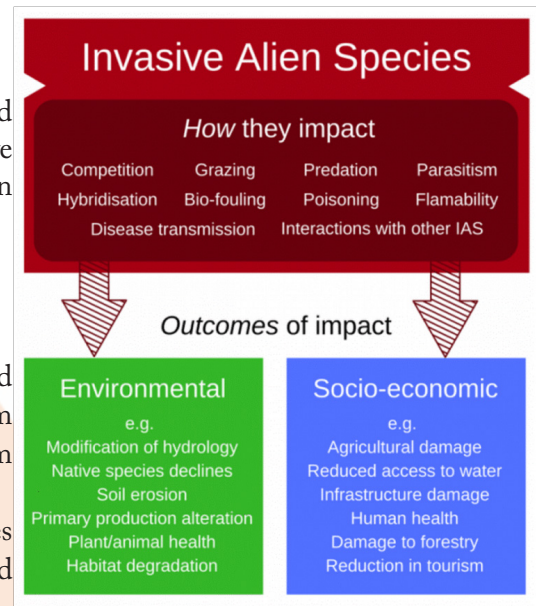 Invasive Alien Species
How they impact
Competition Grazing Predation Parasitism
Hybridisation Bio-fouling Poisoning Flamability
Disease transmission Interactions with other IAS
Outcomes of impact
Environmental
e.g.
Modification of hydrology
Native species declines
Soil erosion
Primary production alteration
Plant/animal health
Habitat degradation
Socio-economic
e.g.
Agricultural damage
Reduced access to water
Infrastructure damage
Human health
Damage to forestry
Reduction in tourism